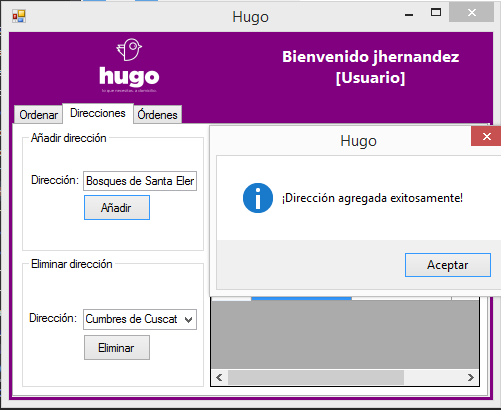 Hugo
hugo
lo que necesitas, a domicilio.
Bienvenido jhernandez
[Usuario]
Ordenar
Direcciones
Órdenes
Añadir dirección
Dirección:
Bosques de Santa Eler
Añadir
Eliminar dirección
Dirección:
Cumbres de Cuscat
Eliminar
Hugo
¡Dirección agregada exitosamente!
Aceptar